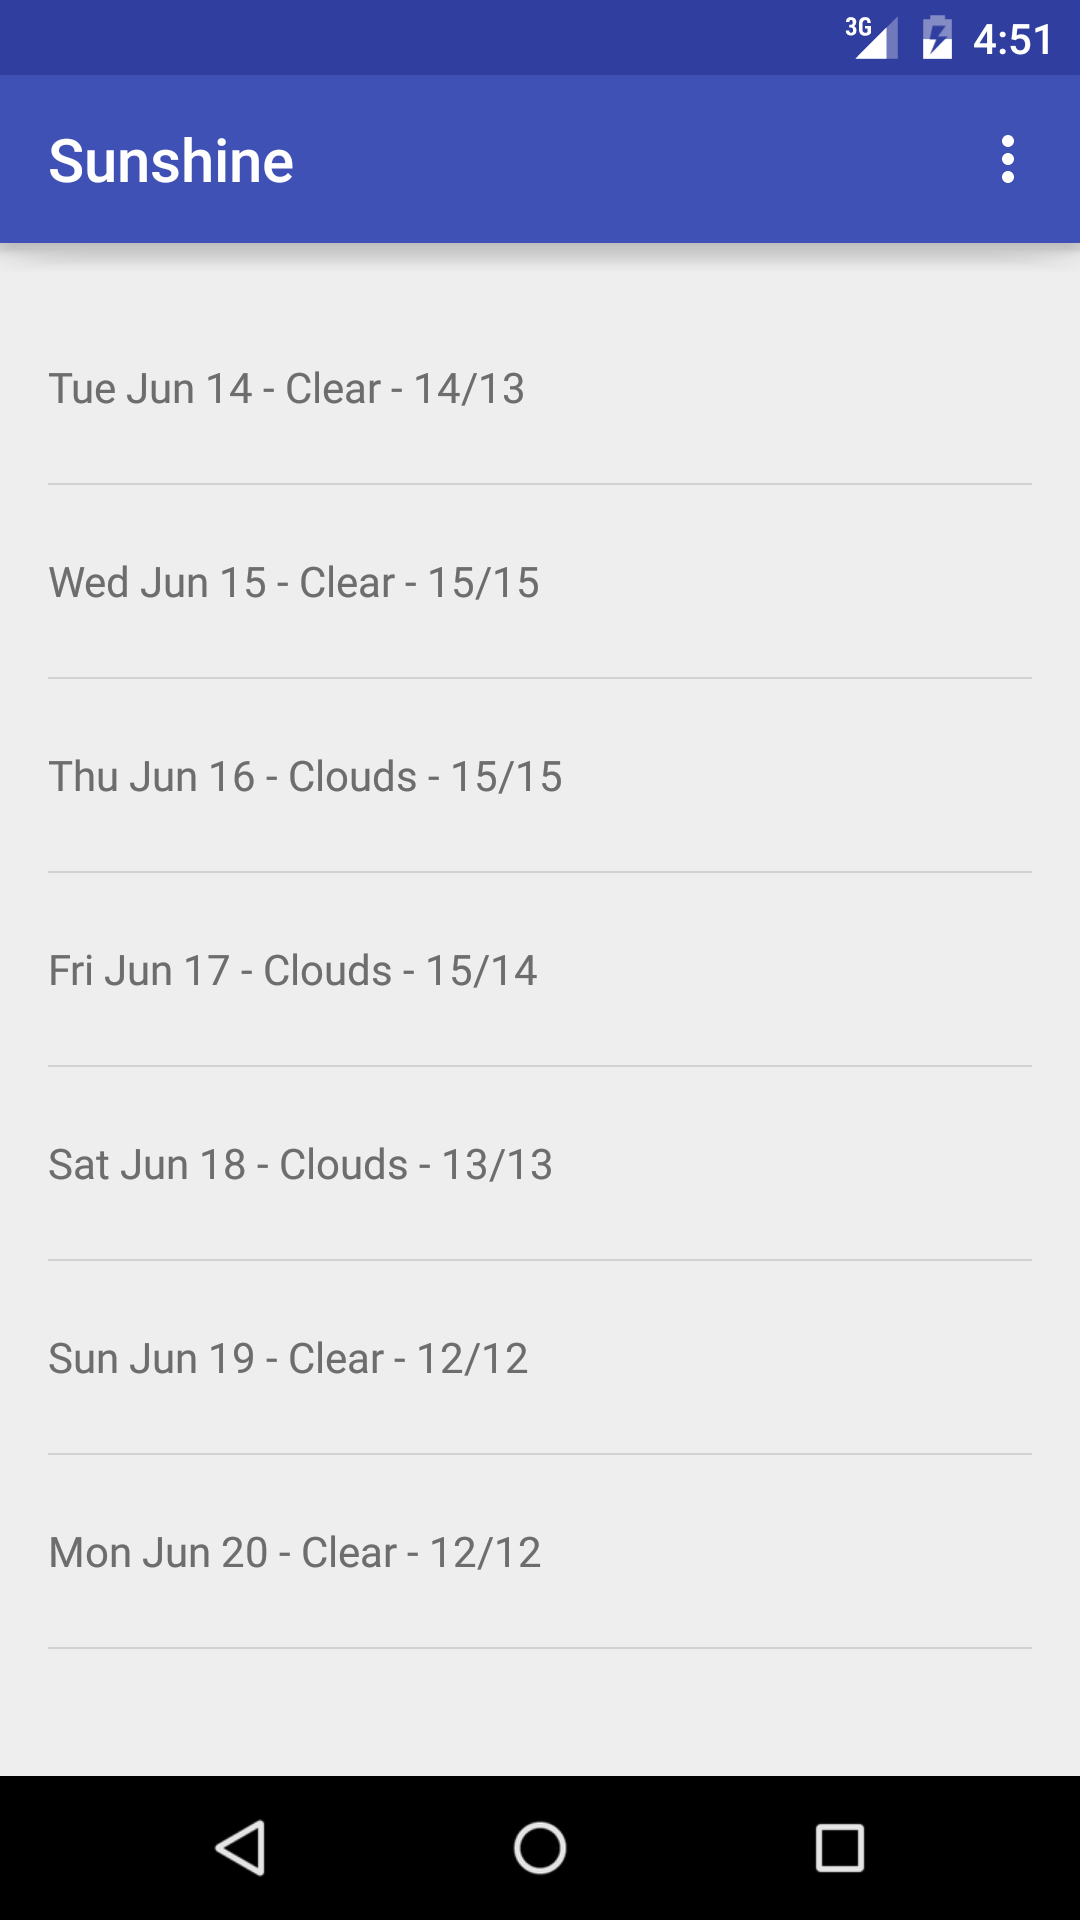 3G 4:51
Sunshine
Tue Jun 14 - Clear - 14/13
Wed Jun 15 - Clear - 15/15
Thu Jun 16 - Clouds - 15/15
Fri Jun 17 - Clouds - 15/14
Sat Jun 18 - Clouds - 13/13
Sun Jun 19 - Clear - 12/12
Mon Jun 20 - Clear - 12/12